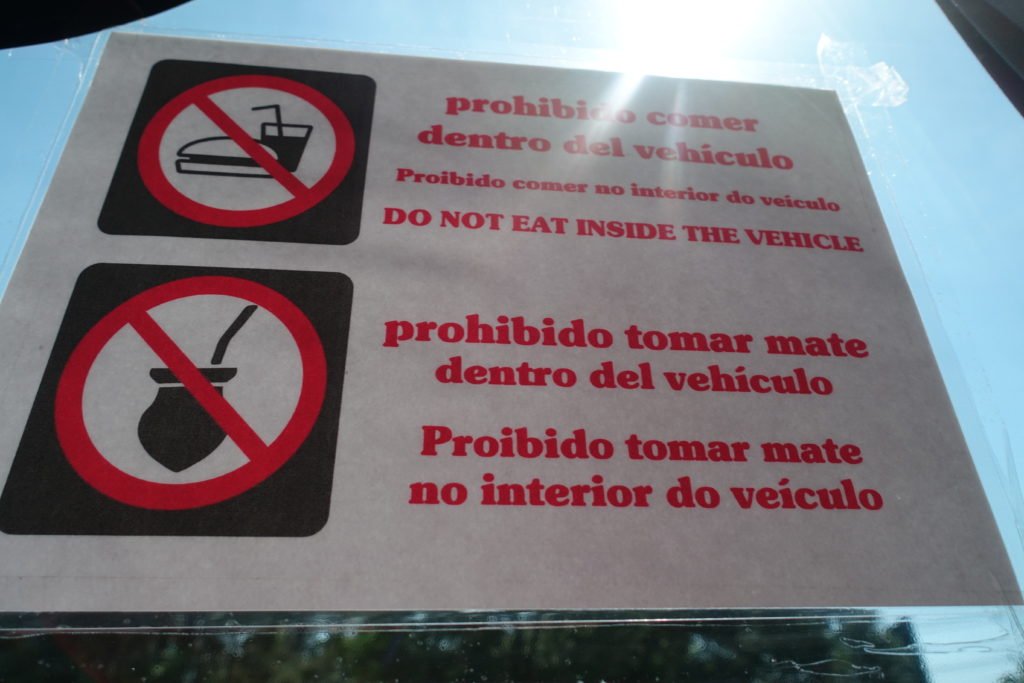 prohibido comer
dentro del vehículo
Proibido comer no interior do veículo
DO NOT EAT INSIDE THE VEHICLE
prohibido tomar mate
dentro del vehículo
Proibido tomar mate
no interior do veículo